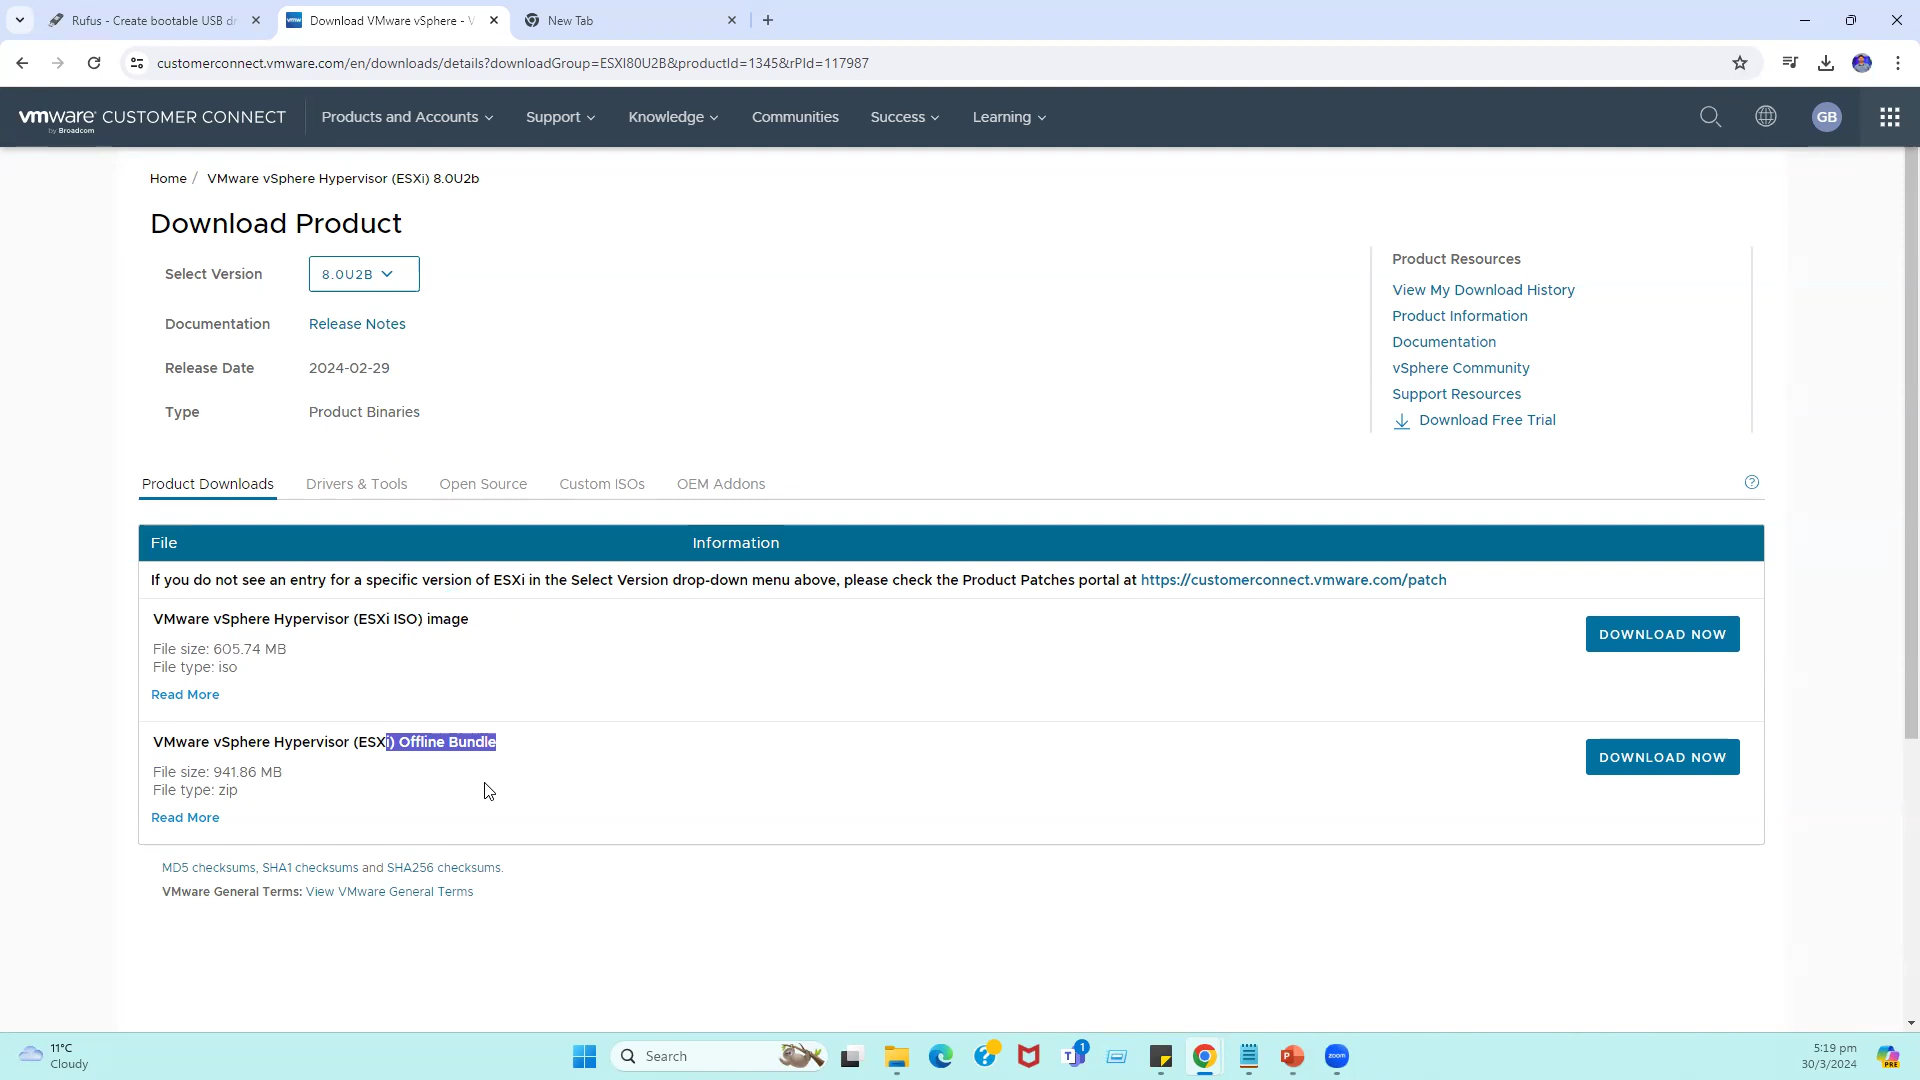 Rufus - Create bootable USB dr
Download VMware vSphere - V
New Tab
customerconnect.vmware.com/en/downloads/details?downloadGroup=ESXI80U2B&productId=1345&rPId=117987
vmware CUSTOMER CONNECT
by Broadcom
Products and Accounts
Support
Knowledge
Communities
Success
Learning
GB
Home / VMware vSphere Hypervisor (ESXi) 8.0U2b
Download Product
Select Version
8.0U2B
Documentation
Release Notes
Release Date
2024-02-29
Type
Product Binaries
Product Resources
View My Download History
Product Information
Documentation
vSphere Community
Support Resources
Download Free Trial
Product Downloads
Drivers & Tools
Open Source
Custom ISOs
OEM Addons
File
Information
If you do not see an entry for a specific version of ESXi in the Select Version drop-down menu above, please check the Product Patches portal at https://customerconnect.vmware.com/patch
VMware vSphere Hypervisor (ESXi ISO) image
File size: 605.74 MB
File type: iso
Read More
DOWNLOAD NOW
VMware vSphere Hypervisor (ESXi) Offline Bundle
File size: 941.86 MB
File type: zip
Read More
DOWNLOAD NOW
MD5 checksums, SHA1 checksums and SHA256 checksums.
VMware General Terms: View VMware General Terms
11°C
Cloudy
Search
1
zoom
5:19 pm
30/3/2024
PRE